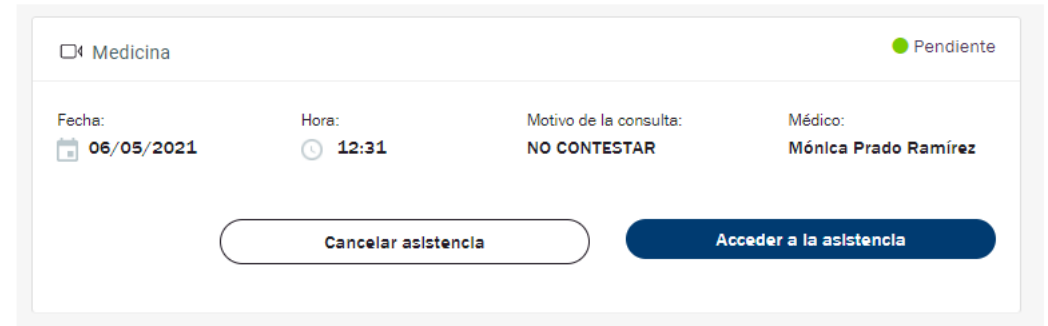 Medicina
Pendiente
Fecha:
Hora:
Motivo de la consulta:
Médico:
06/05/2021
12:31
NO CONTESTAR
Mónica Prado Ramírez
Cancelar asistencia
Acceder a la asistencia